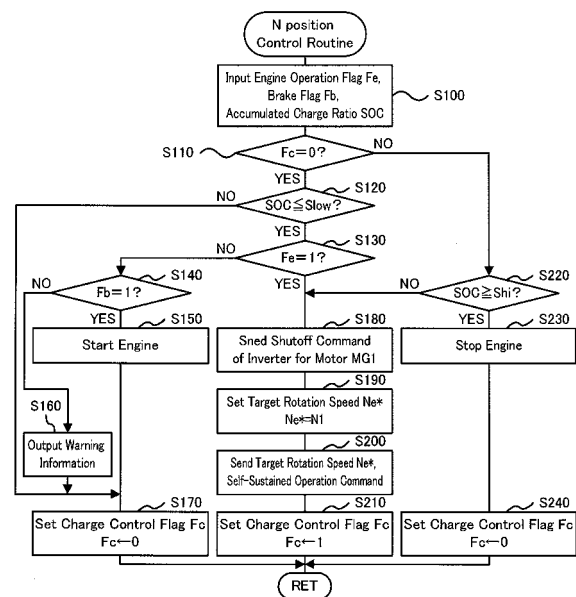 N position
Control Routine
Input Engine Operation Flag Fe,
Brake Flag Fb,
Accumulated Charge Ratio SOC
S100
S110
Fc=0?
NO
YES
S120
NO
SOC≦Slow?
YES
S130
NO
Fe=1?
YES
S140
NO
Fb=1?
YES
S220
NO
SOC≧Shi?
YES
S150
Start Engine
S180
Sned Shutoff Command
of Inverter for Motor MG1
S230
Stop Engine
S190
Set Target Rotation Speed Ne*
Ne*=N1
S160
Output Warning
Information
S200
Send Target Rotation Speed Ne*,
Self-Sustained Operation Command
S170
Set Charge Control Flag Fc
Fc←0
S210
Set Charge Control Flag Fc
Fc←1
S240
Set Charge Control Flag Fc
Fc←0
RET